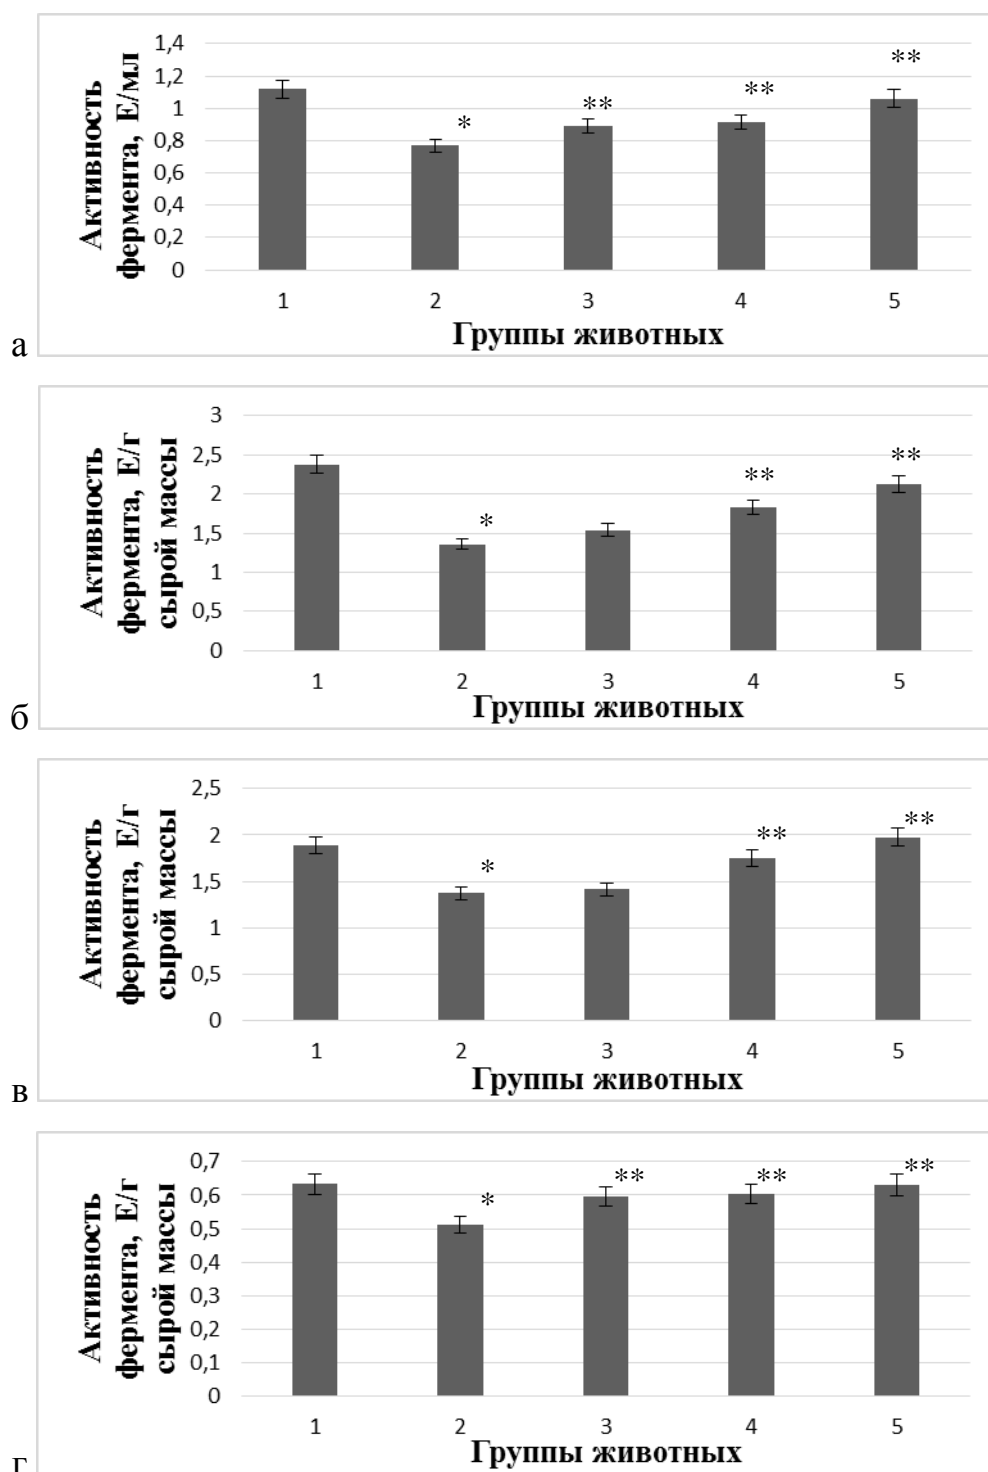 1,4
1,2
1
0,8
0,6
0,4
0,2
0
Активность
фермента, Е/мл
* ** ** **
1 2 3 4 5
Группы животных
а
3
2,5
2
1,5
1
0,5
0
Активность
фермента, Е/г
сырой массы
* ** **
1 2 3 4 5
Группы животных
б
2,5
2
1,5
1
0,5
0
Активность
фермента, Е/г
сырой массы
* ** **
1 2 3 4 5
Группы животных
в
0,7
0,6
0,5
0,4
0,3
0,2
0,1
0
Активность
фермента, Е/г
сырой массы
* ** ** **
1 2 3 4 5
Группы животных
г